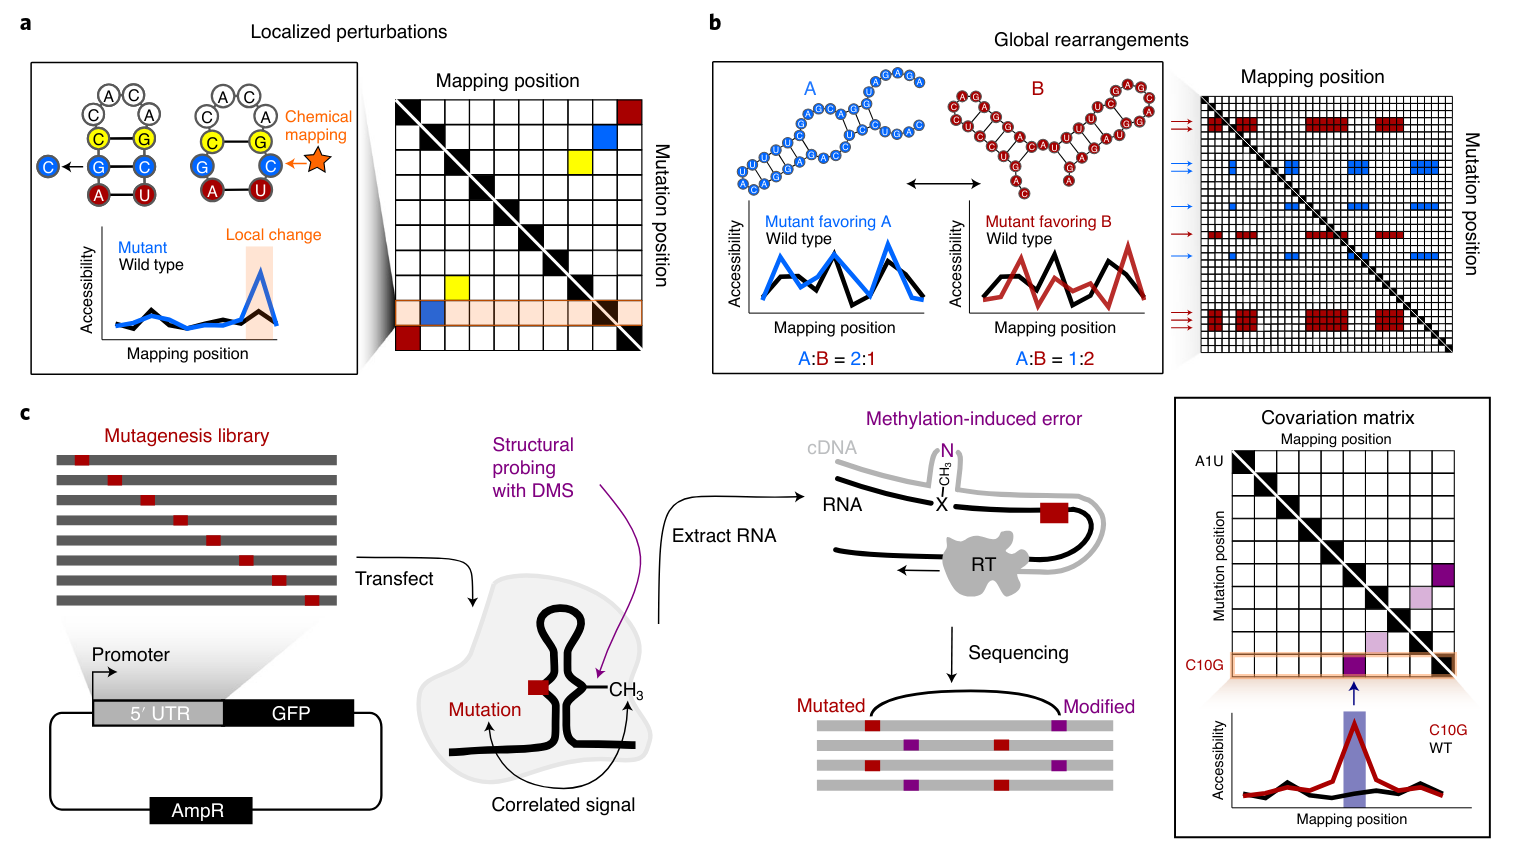 a
Localized perturbations
A C
C A
C G
C G C
A U
A C
C A
C G
G C
A U
Chemical
mapping
Mutant
Wild type
Local change
Accessibility
Mapping position
Mapping position
Mutation position
b
Global rearrangements
A
B
Mutant favoring A
Wild type
Accessibility
Mapping position
A:B = 2:1
Mutant favoring B
Wild type
Accessibility
Mapping position
A:B = 1:2
Mapping position
Mutation position
c
Mutagenesis library
Transfect
Promoter
5′ UTR
GFP
AmpR
Structural
probing
with DMS
Mutation
CH3
Correlated signal
Extract RNA
Methylation-induced error
cDNA
N
CH3
X
RNA
RT
Sequencing
Mutated
Modified
Covariation matrix
Mapping position
A1U
Mutation position
C10G
C10G
WT
Accessibility
Mapping position